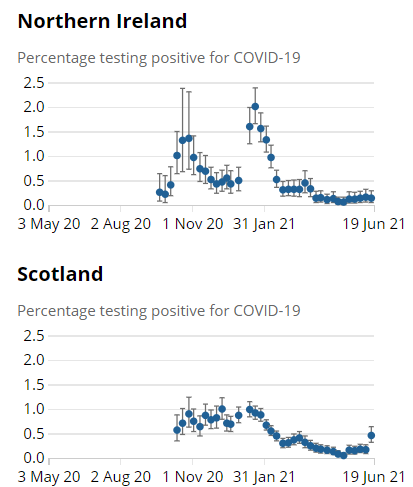 Northern Ireland
Percentage testing positive for COVID-19
2.5
2.0
1.5
1.0
0.5
0.0
3 May 20 2 Aug 20 1 Nov 20 31 Jan 21 19 Jun 21
Scotland
Percentage testing positive for COVID-19
2.5
2.0
1.5
1.0
0.5
0.0
3 May 20 2 Aug 20 1 Nov 20 31 Jan 21 19 Jun 21